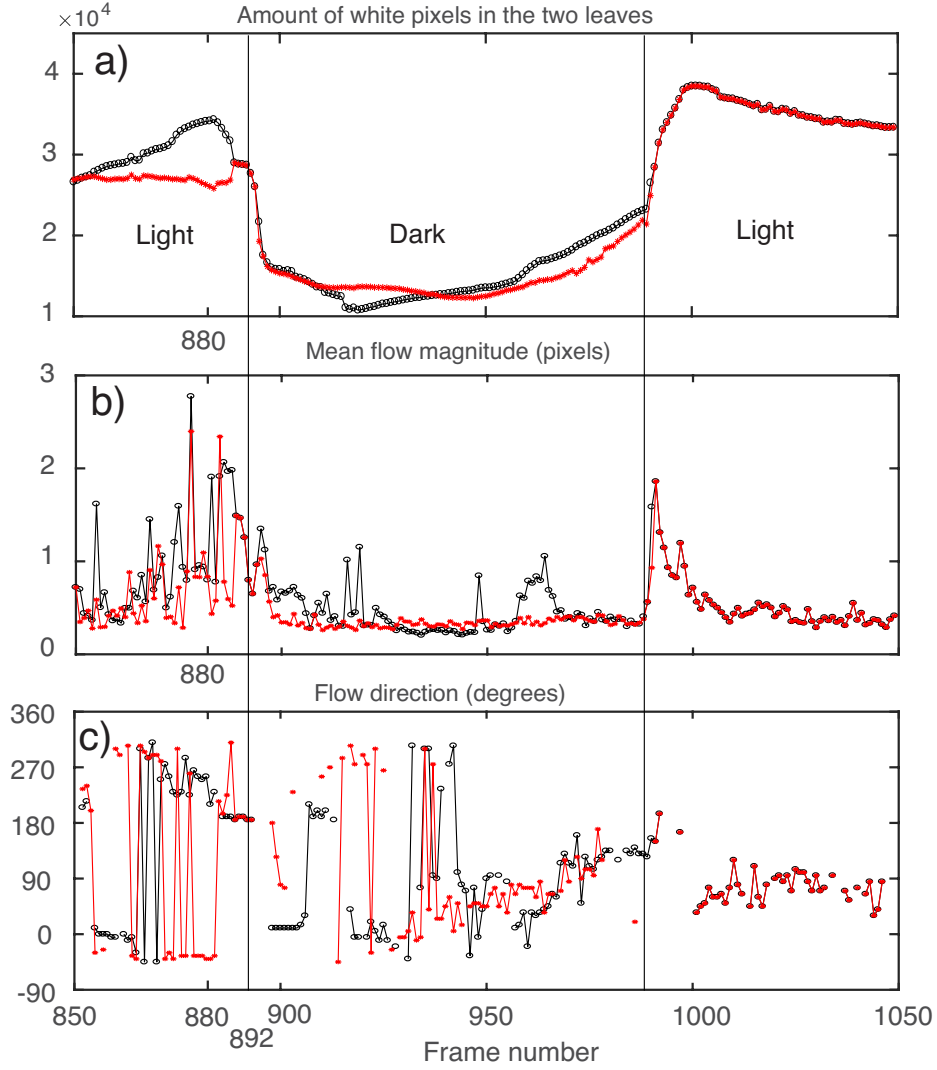 Amount of white pixels in the two leaves
×10⁴
a)
4
3
2
1
Light
Dark
Light
880
Mean flow magnitude (pixels)
b)
3
2
1
0
880
Flow direction (degrees)
c)
360
270
180
90
0
-90
850
880
892
900
950
1000
1050
Frame number